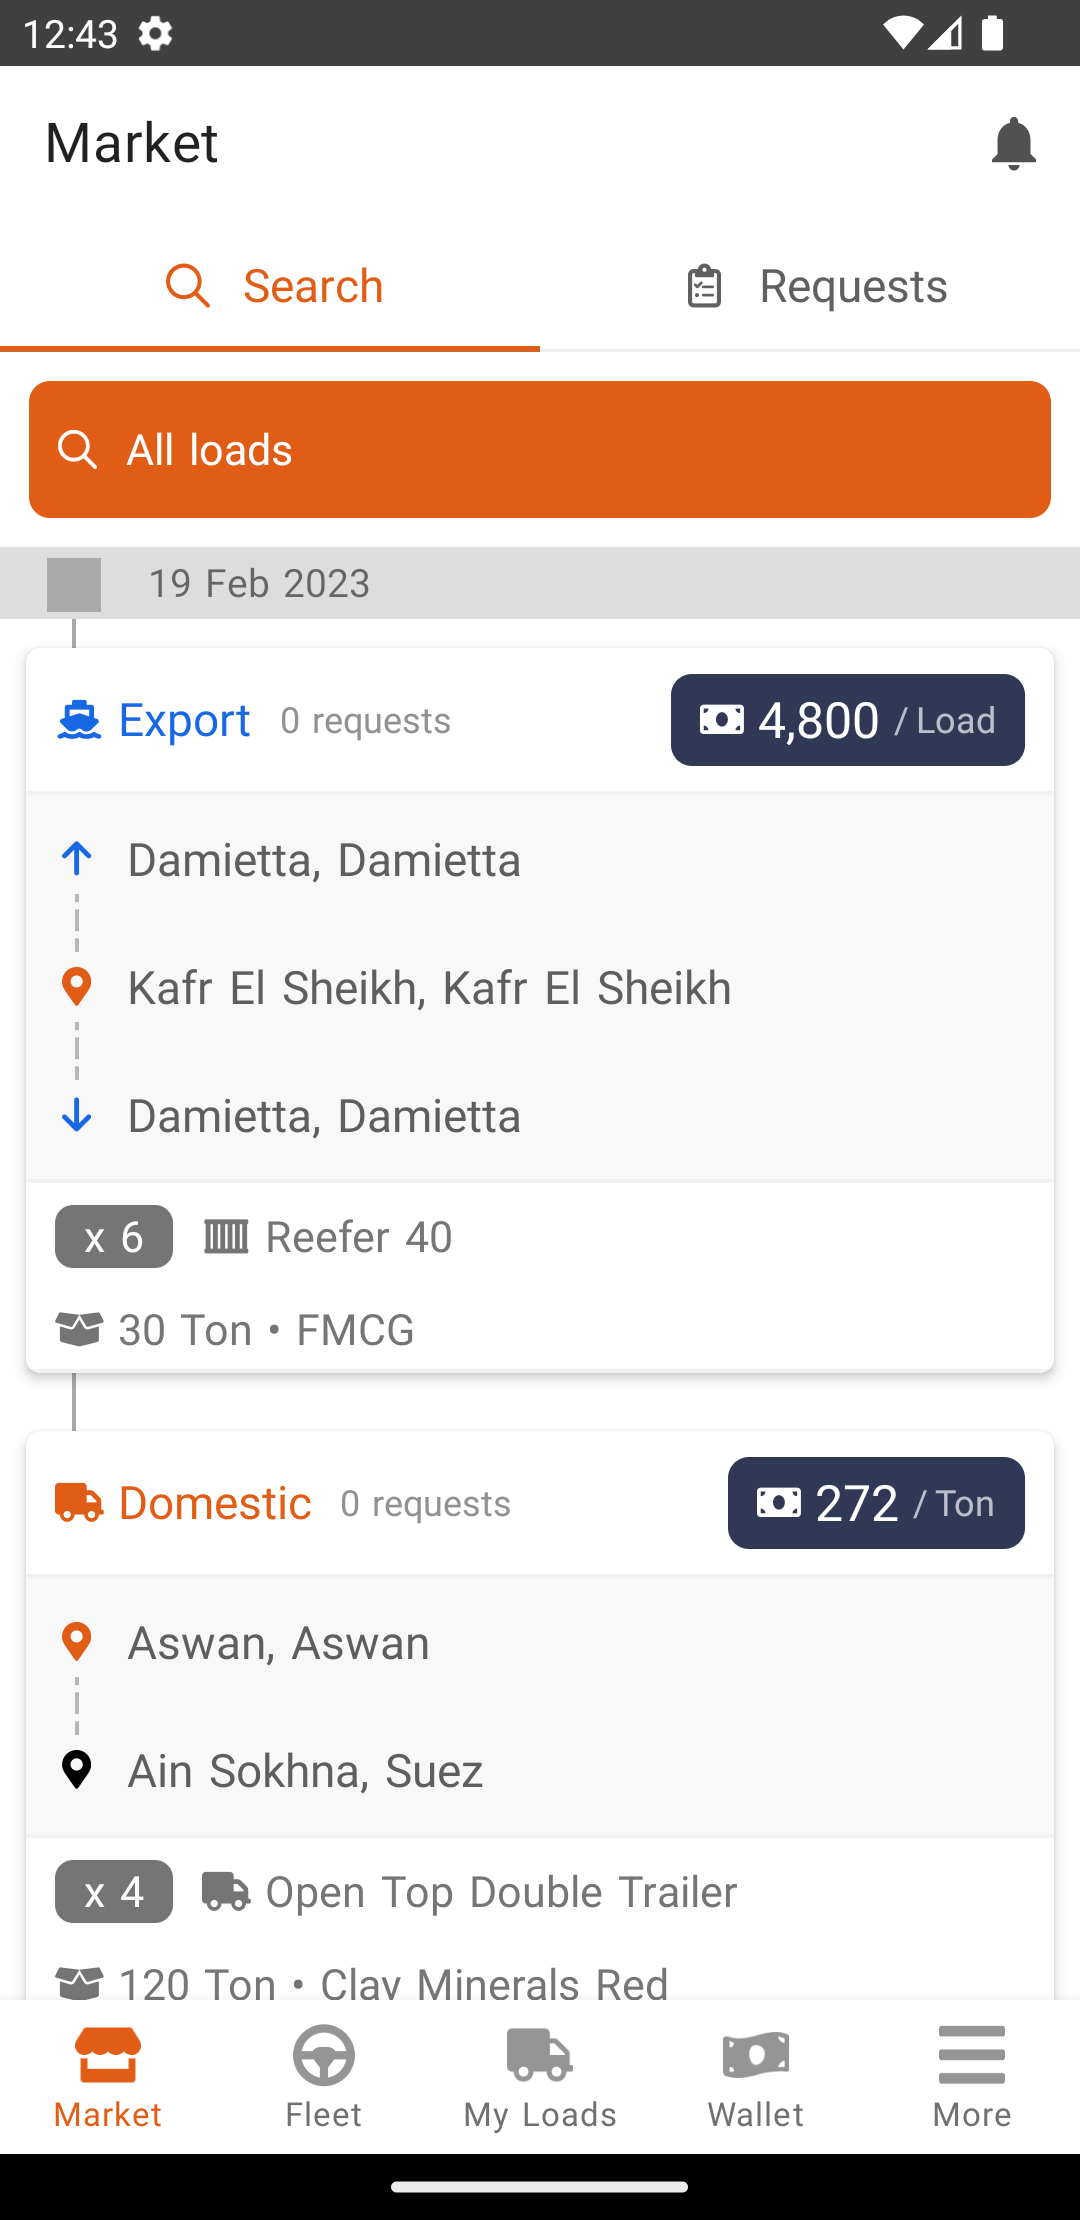 12:43
Market
Search
Requests
All loads
19 Feb 2023
Export 0 requests 4,800 / Load
Damietta, Damietta
Kafr El Sheikh, Kafr El Sheikh
Damietta, Damietta
x 6 Reefer 40
30 Ton • FMCG
Domestic 0 requests 272 / Ton
Aswan, Aswan
Ain Sokhna, Suez
x 4 Open Top Double Trailer
120 Ton • Clay Minerals Red
Market Fleet My Loads Wallet More